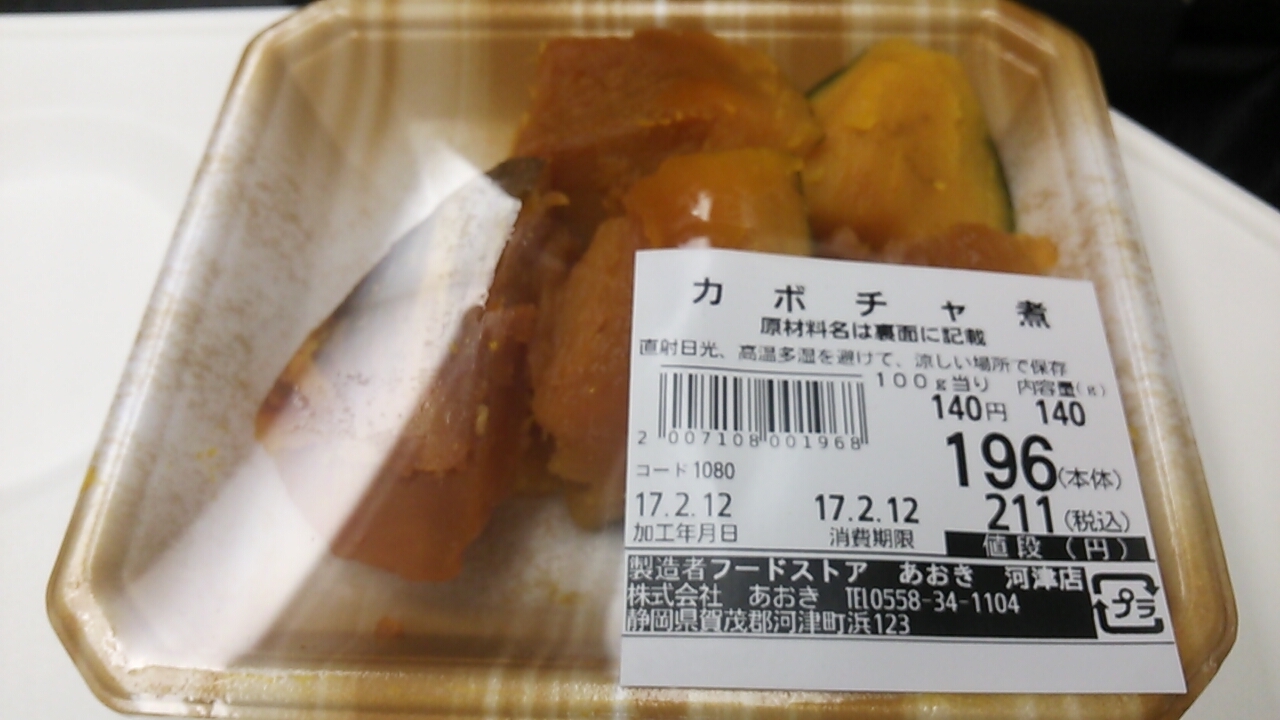 カボチャ煮
原材料名は裏面に記載
直射日光、高温多湿を避けて、涼しい場所で保存
100g当り 内容量(g)
140円 140
2 007108 001968
196(本体)
コード1080
17.2.12 17.2.12 211(税込)
加工年月日 消費期限 値段(円)
製造者フードストア あおき 河津店
株式会社 あおき TEL0558-34-1104
静岡県賀茂郡河津町浜123
プラ